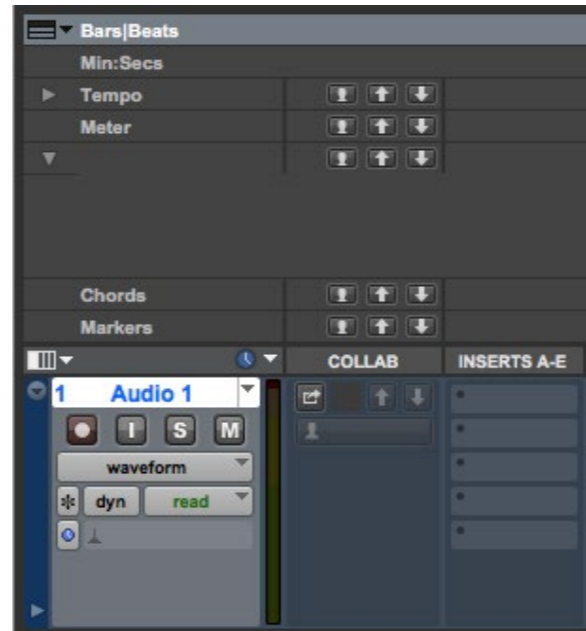 Bars|Beats
Min:Secs
Tempo
Meter
Chords
Markers
COLLAB INSERTS A-E
1 Audio 1
I S M
waveform
dyn read